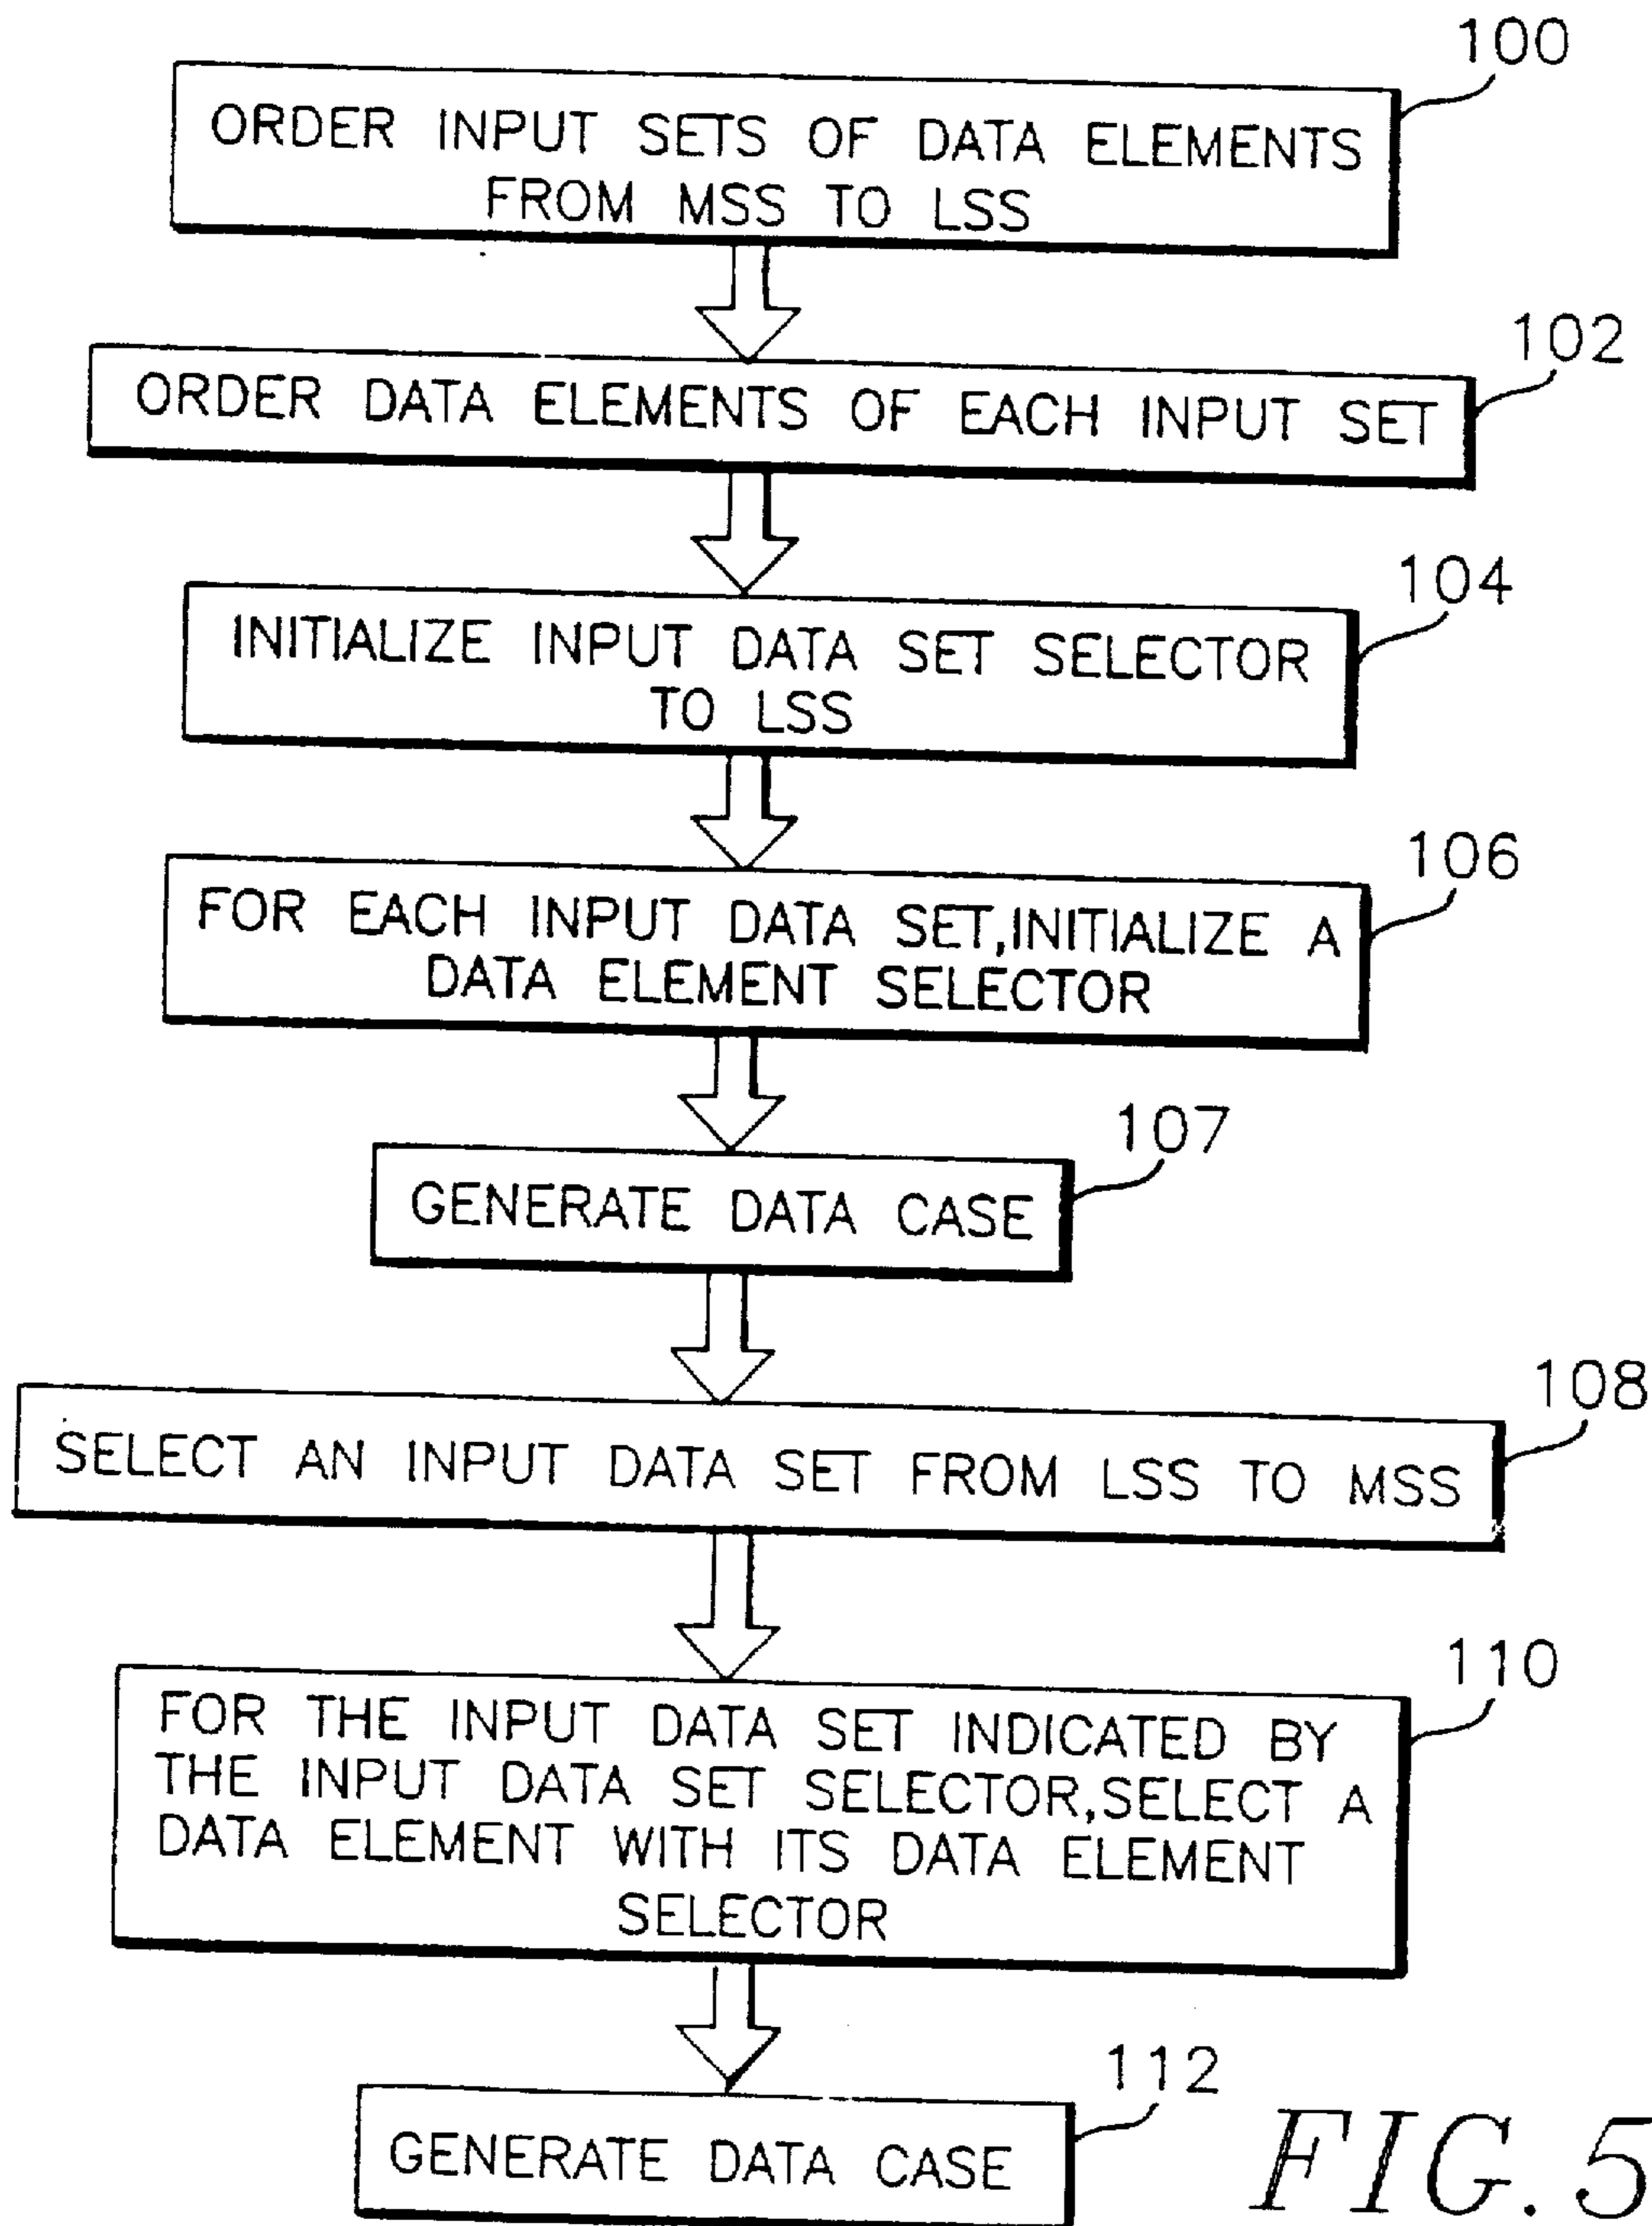 100
ORDER INPUT SETS OF DATA ELEMENTS
FROM MSS TO LSS
102
ORDER DATA ELEMENTS OF EACH INPUT SET
104
INITIALIZE INPUT DATA SET SELECTOR
TO LSS
106
FOR EACH INPUT DATA SET,INITIALIZE A
DATA ELEMENT SELECTOR
107
GENERATE DATA CASE
108
SELECT AN INPUT DATA SET FROM LSS TO MSS
110
FOR THE INPUT DATA SET INDICATED BY
THE INPUT DATA SET SELECTOR,SELECT A
DATA ELEMENT WITH ITS DATA ELEMENT
SELECTOR
112
GENERATE DATA CASE
FIG.5